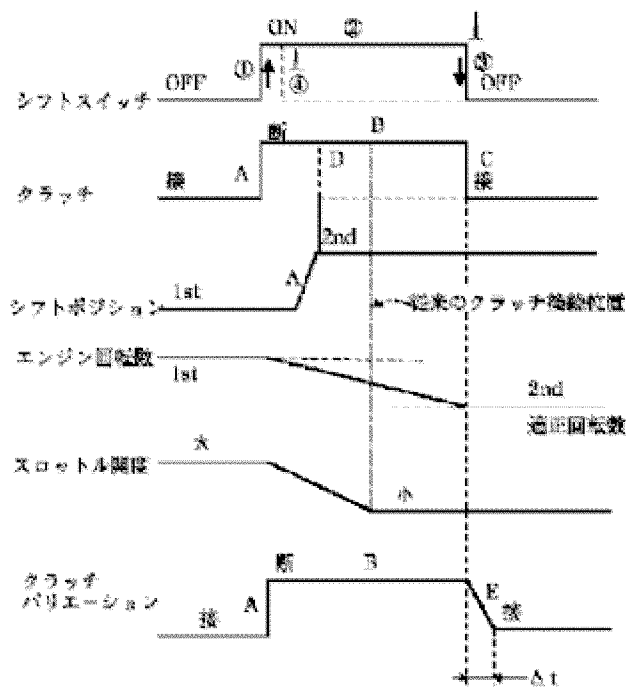 ON ②
OFF ① ④ ③ OFF
シフトスイッチ
断 B
D C
接 A 接
クラッチ
2nd
A
1st
シフトポジション
従来のクラッチ接続位置
エンジン回転数
1st
2nd
適正回転数
大
スロットル開度
小
断 B
クラッチ
バリエーション
接 A E 接
Δt